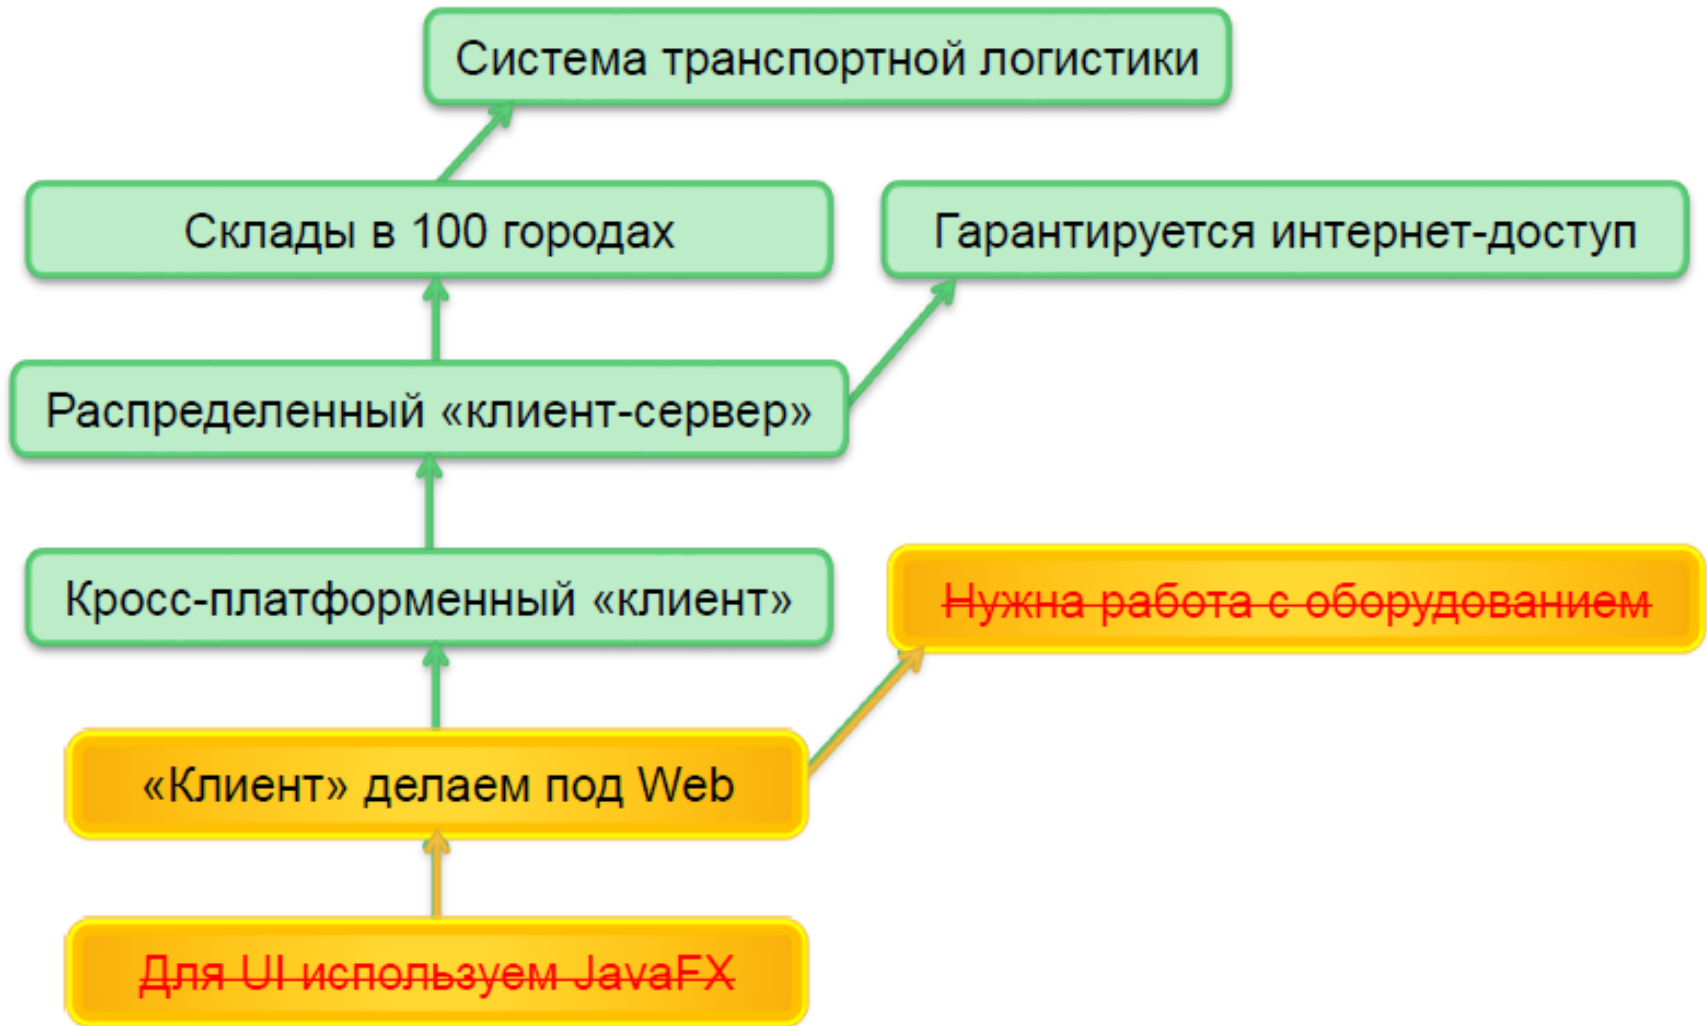 Система транспортной логистики
Склады в 100 городах
Гарантируется интернет-доступ
Распределенный «клиент-сервер»
Кросс-платформенный «клиент»
Нужна работа с оборудованием
«Клиент» делаем под Web
Для UI используем JavaFX